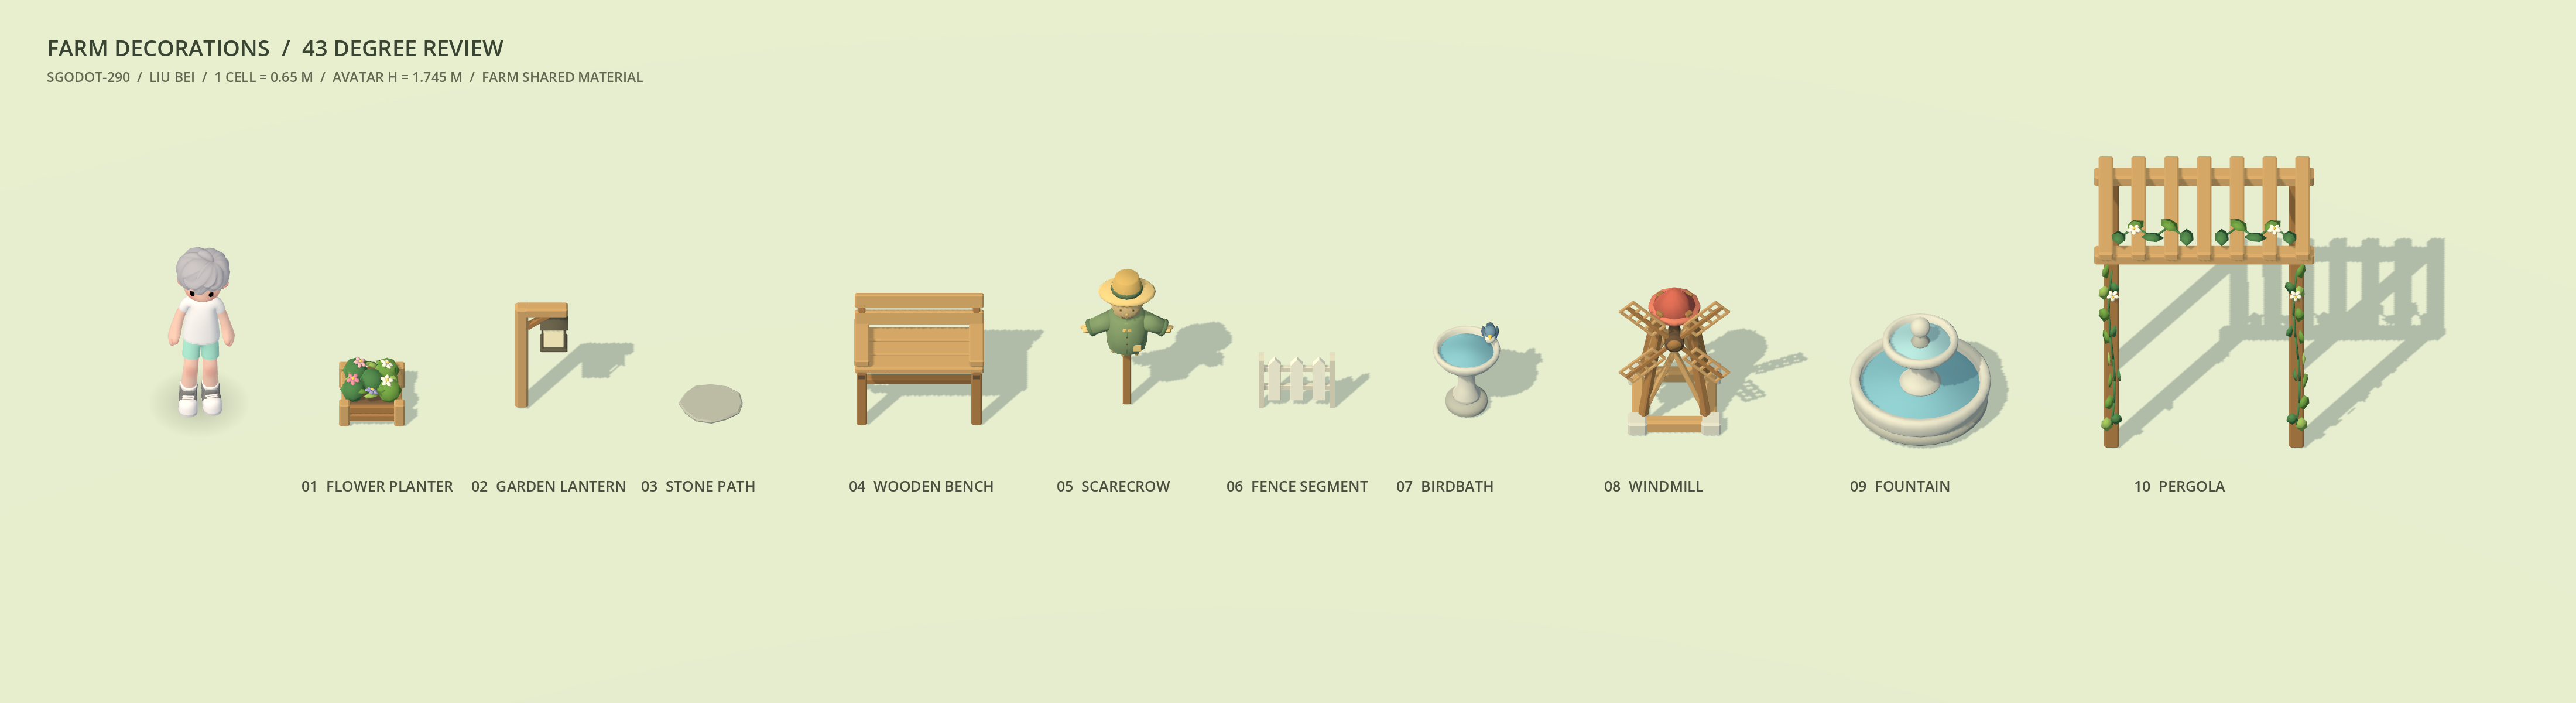 FARM DECORATIONS / 43 DEGREE REVIEW
SGODOT-290 / LIU BEI / 1 CELL = 0.65 M / AVATAR H = 1.745 M / FARM SHARED MATERIAL
01 FLOWER PLANTER 02 GARDEN LANTERN 03 STONE PATH 04 WOODEN BENCH 05 SCARECROW 06 FENCE SEGMENT 07 BIRDBATH 08 WINDMILL 09 FOUNTAIN 10 PERGOLA